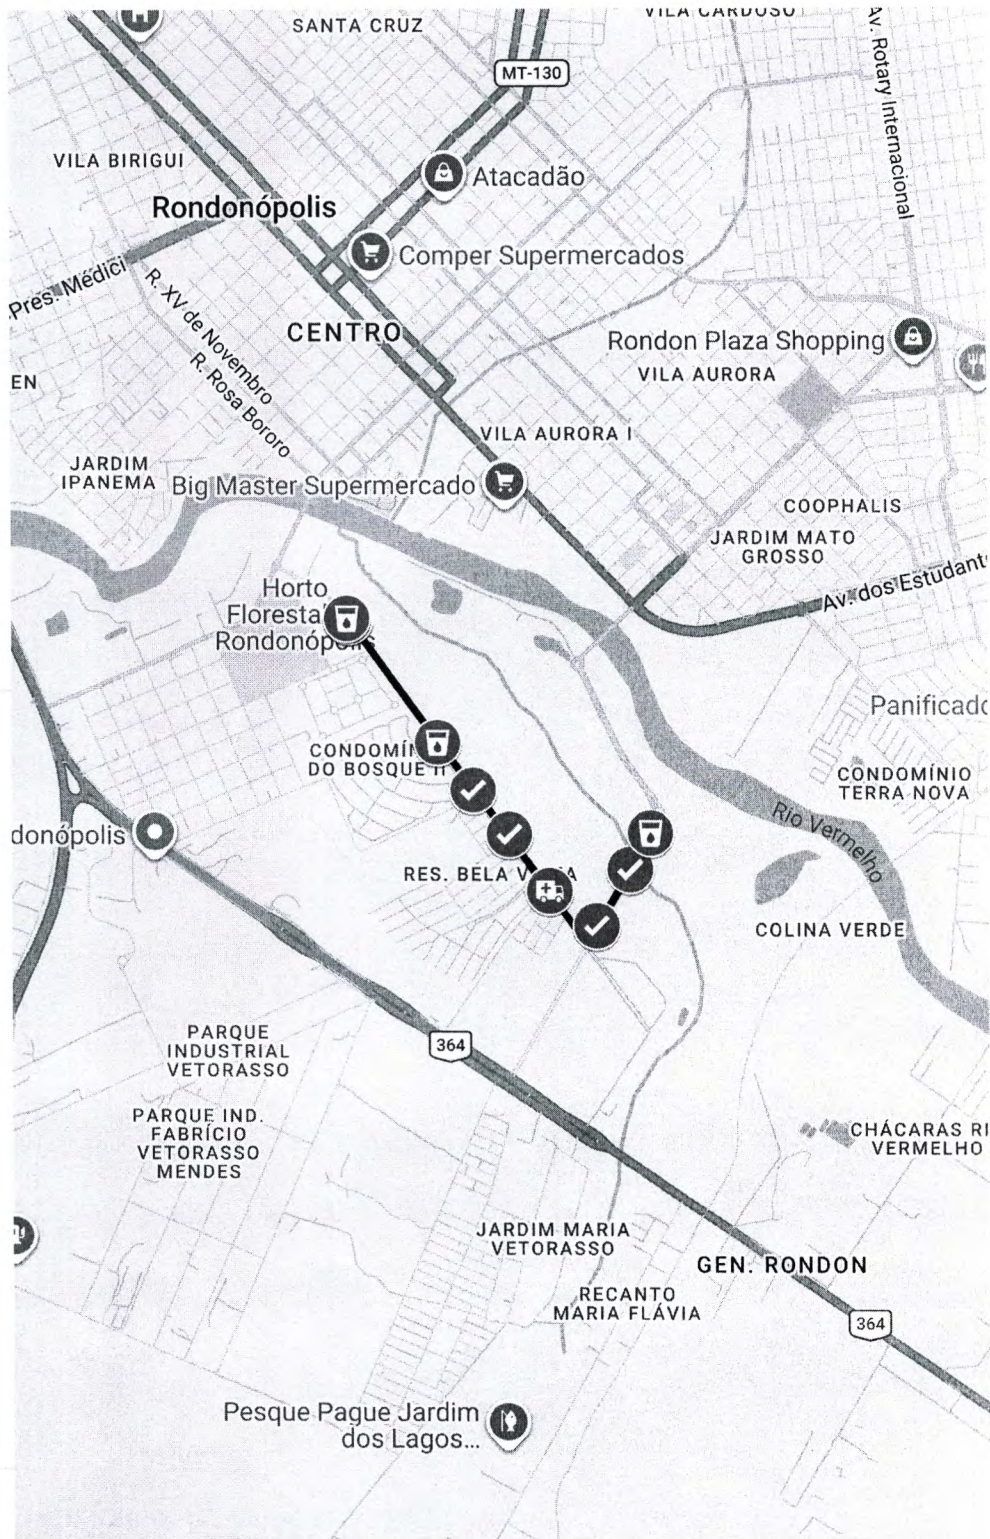 SANTA CRUZ
VILA CARDOSO
MT-130
Av. Rotary Internacional
VILA BIRIGUI
Atacadão
Rondonópolis
Comper Supermercados
Pres. Médici
R. XV de Novembro
R. Rosa Bororo
CENTRO
Rondon Plaza Shopping
VILA AURORA
EN
VILA AURORA I
JARDIM
IPANEMA
Big Master Supermercado
COOPHALIS
JARDIM MATO
GROSSO
Av. dos Estudant
Horto
Floresta
Rondonópolis
Panificado
CONDOMÍN
DO BOSQUE II
CONDOMÍNIO
TERRA NOVA
Rio Vermelho
donópolis
RES. BELA V
COLINA VERDE
PARQUE
INDUSTRIAL
VETORASSO
364
PARQUE IND.
FABRÍCIO
VETORASSO
MENDES
CHÁCARAS RI
VERMELHO
JARDIM MARIA
VETORASSO
GEN. RONDON
RECANTO
MARIA FLÁVIA
364
Pesque Pague Jardim
dos Lagos...